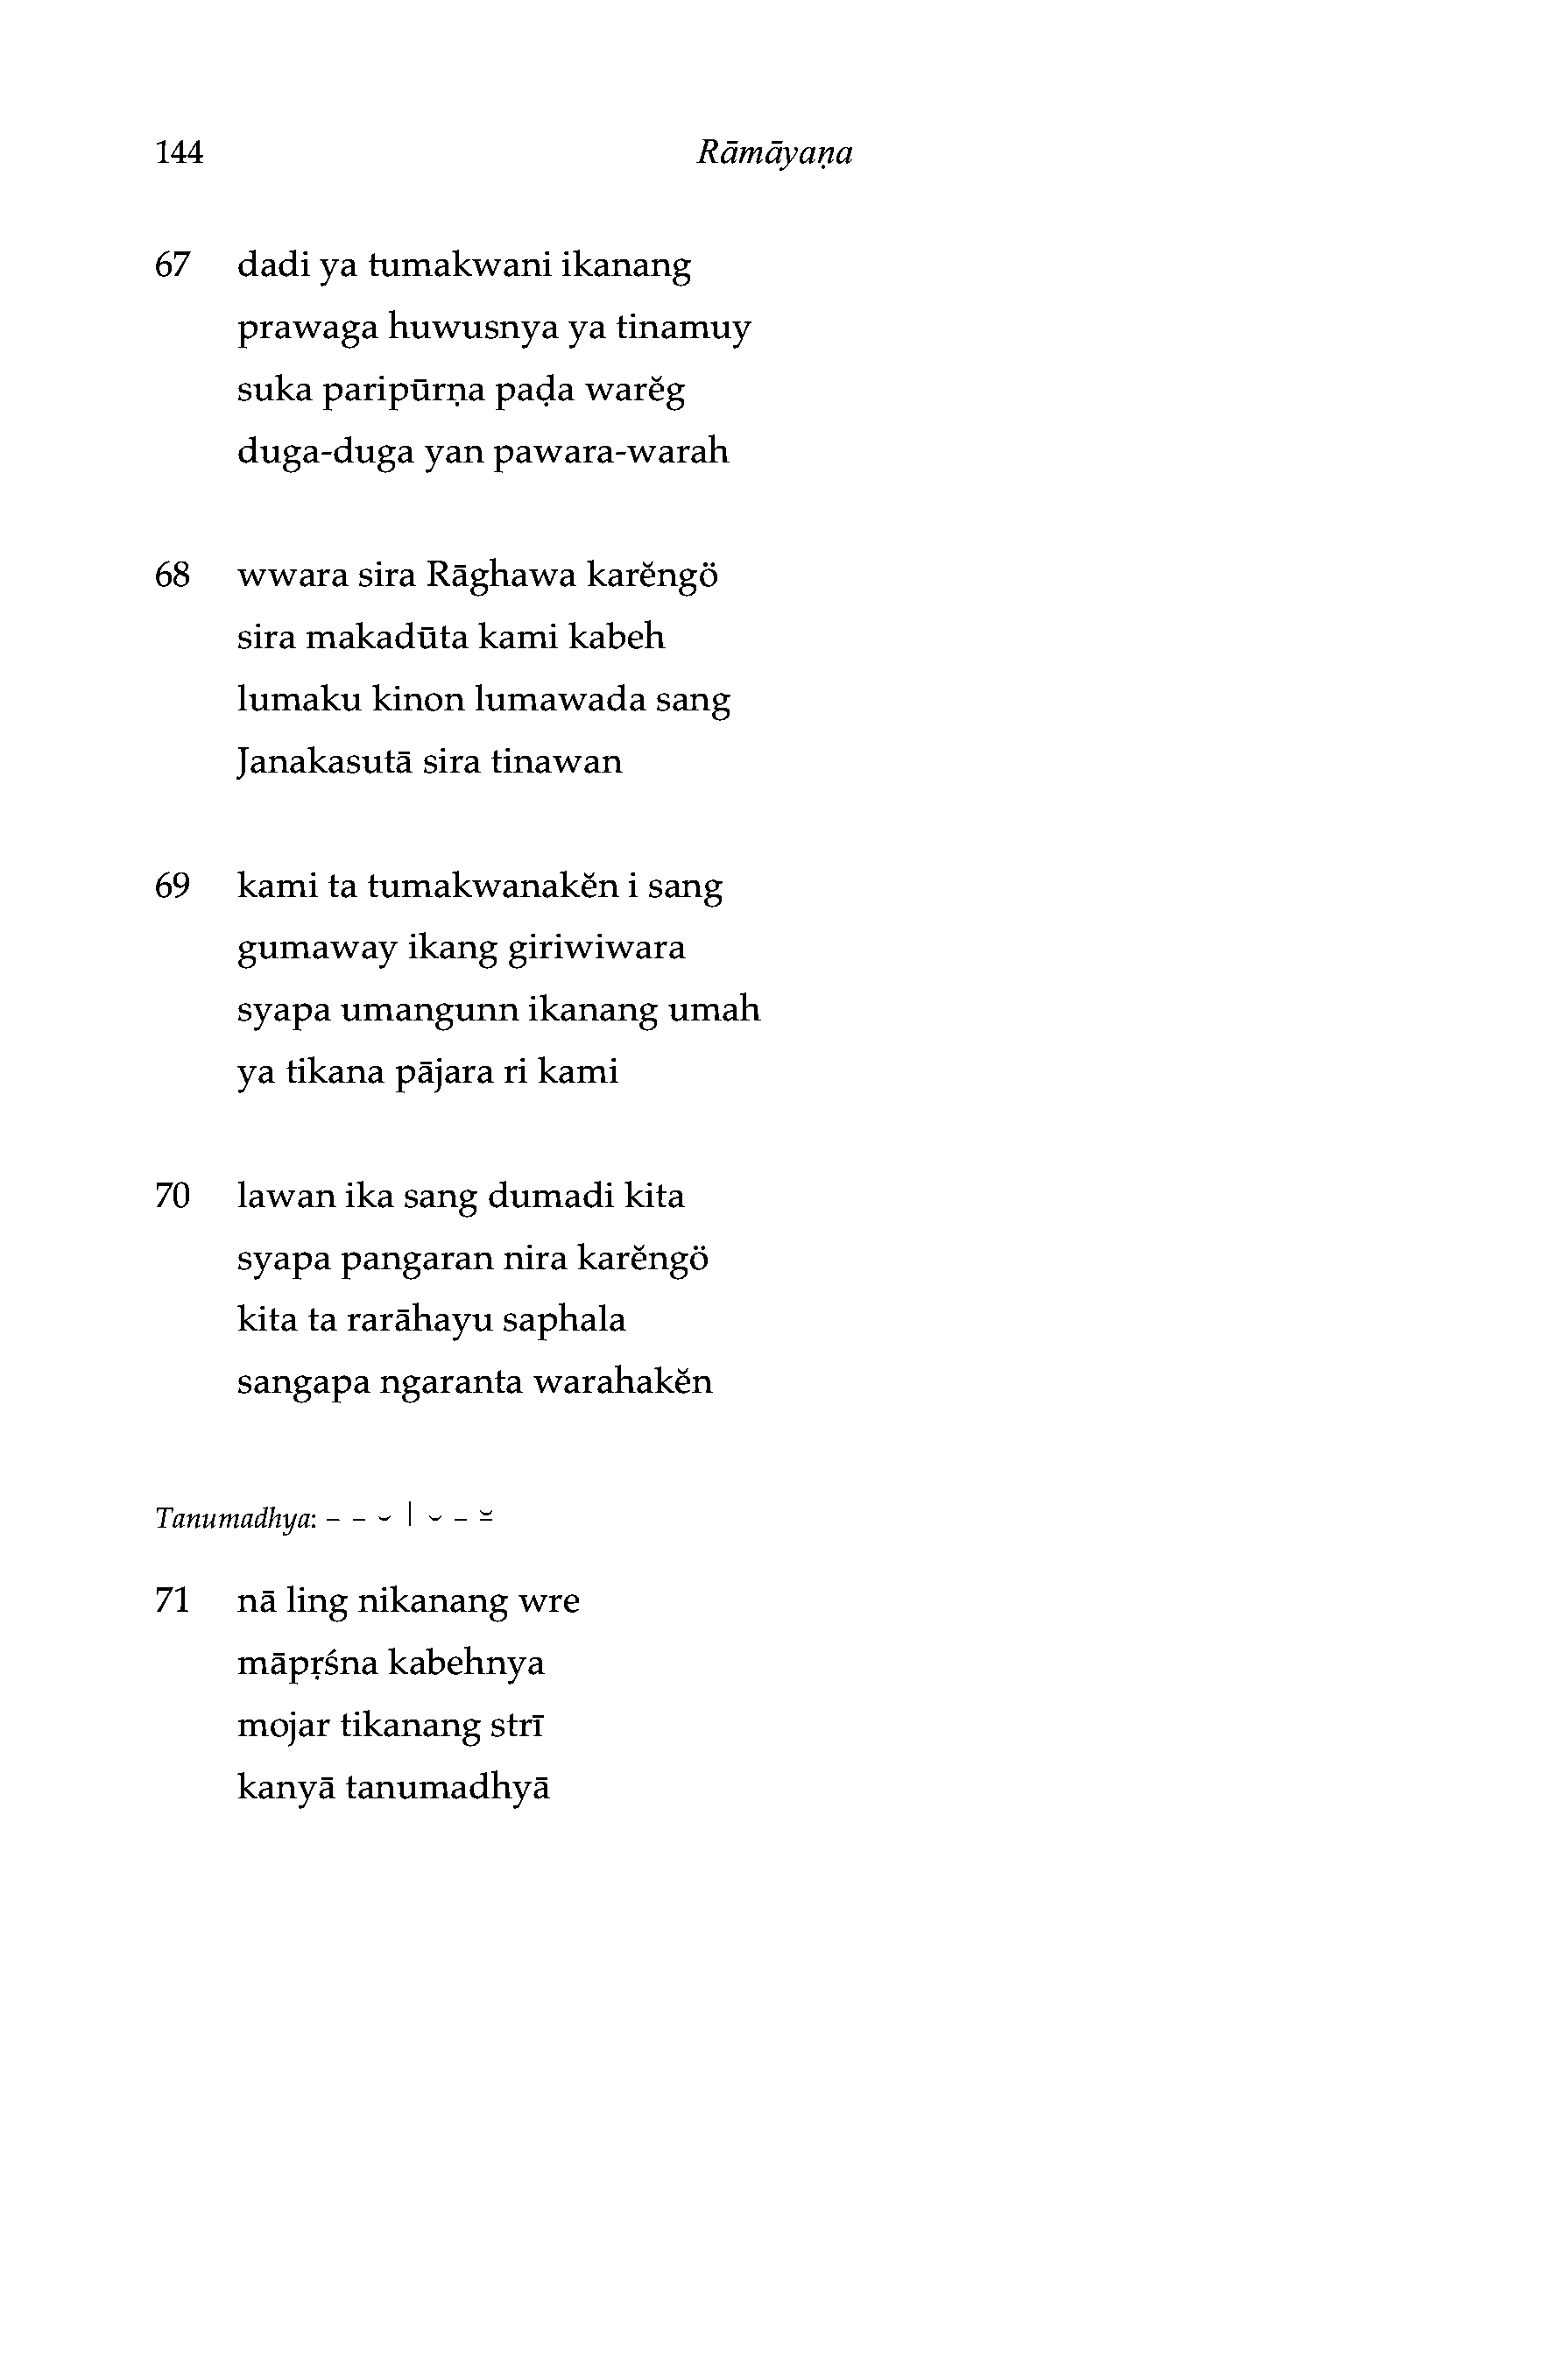 144 Rāmāyaṇa
67 dadi ya tumakwani ikanang
prawaga huwusnya ya tinamuy
suka paripūrṇa paḍa warĕg
duga-duga yan pawara-warah
68 wwara sira Rāghawa karĕngö
sira makadūta kami kabeh
lumaku kinon lumawada sang
Janakasutā sira tinawan
69 kami ta tumakwanakĕn i sang
gumaway ikang giriwiwara
syapa umangunn ikanang umah
ya tikana pājara ri kami
70 lawan ika sang dumadi kita
syapa pangaran nira karĕngö
kita ta rarāhayu saphala
sangapa ngaranta warahakĕn
Tanumadhya: – – ⏑ | ⏑ – ⏓
71 nā ling nikanang wre
māpṛśna kabehnya
mojar tikanang strī
kanyā tanumadhyā